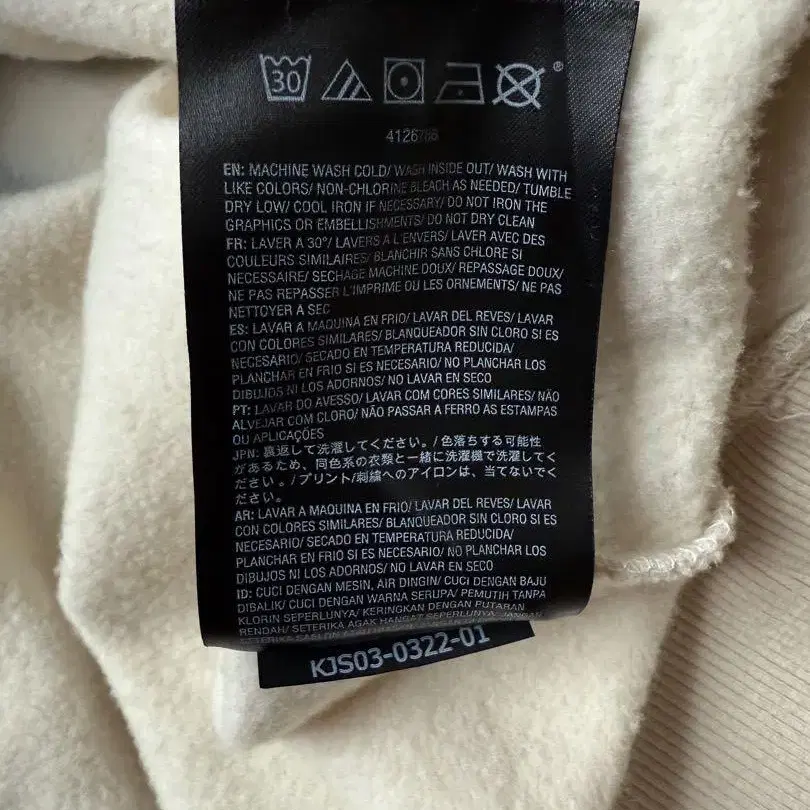 30
®
EN: MACHINE WASH COLD/ WASH INSIDE OUT/ WASH WITH
LIKE COLORS/ NON-CHLORINE BLEACH AS NEEDED/ TUMBLE
DRY LOW/ COOL IRON IF NECESSARY/ DO NOT IRON THE
GRAPHICS OR EMBELLISHMENTS/ DO NOT DRY CLEAN
FR: LAVER A 30°/ LAVERS A L'ENVERS/ LAVER AVEC DES
COULEURS SIMILAIRES/ BLANCHIR SANS CHLORE SI
NECESSAIRE/ SECHAGE MACHINE DOUX/ REPASSAGE DOUX/
NE PAS REPASSER L'IMPRIME OU LES ORNEMENTS/ NE PAS
NETTOYER A SEC
ES: LAVAR A MAQUINA EN FRIO/ LAVAR DEL REVES/ LAVAR
CON COLORES SIMILARES/ BLANQUEADOR SIN CLORO SI ES
NECESARIO/ SECADO EN TEMPERATURA REDUCIDA/
PLANCHAR EN FRIO SI ES NECESARIO/ NO PLANCHAR LOS
DIBUJOS NI LOS ADORNOS/ NO LAVAR EN SECO
PT: LAVAR DO AVESSO/ LAVAR COM CORES SIMILARES/ NÃO
ALVEJAR COM CLORO/ NÃO PASSAR A FERRO AS ESTAMPAS
OU APLICAÇÕES
JPN: 裏返して洗濯してください。/色落ちする可能性
があるため、同色系の衣類と一緒に洗濯機で洗濯してく
ださい。/プリント/刺繍へのアイロンは、当てないでく
ださい。
AR: LAVAR A MAQUINA EN FRIO/ LAVAR DEL REVES/ LAVAR
CON COLORES SIMILARES/ BLANQUEADOR SIN CLORO SI ES
NECESARIO/ SECADO EN TEMPERATURA REDUCIDA/
PLANCHAR EN FRIO SI ES NECESARIO/ NO PLANCHAR LOS
DIBUJOS NI LOS ADORNOS/ NO LAVAR EN SECO
ID: CUCI DENGAN MESIN, AIR DINGIN/ CUCI DENGAN BAJU
DIBALIK/ CUCI DENGAN WARNA SERUPA/ PEMUTIH TANPA
KLORIN SEPERLUNYA/ KERINGKAN DENGAN PUTARAN
RENDAH/ SETERIKA AGAK HANGAT SEPERLUNYA/ JANGAN
KJS03-0322-01